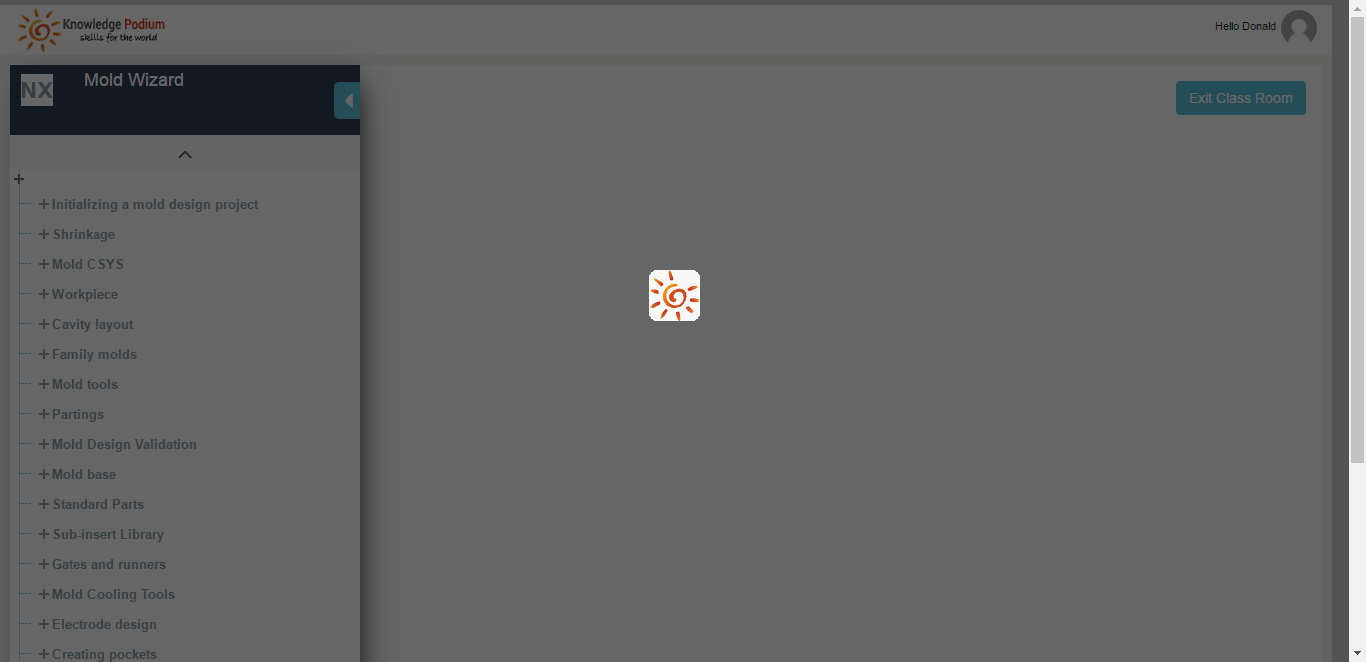 Knowledge Podium
skills for the world
Hello Donald
NX
Mold Wizard
Exit Class Room
Initializing a mold design project
Shrinkage
Mold CSYS
Workpiece
Cavity layout
Family molds
Mold tools
Partings
Mold Design Validation
Mold base
Standard Parts
Sub-insert Library
Gates and runners
Mold Cooling Tools
Electrode design
Creating pockets